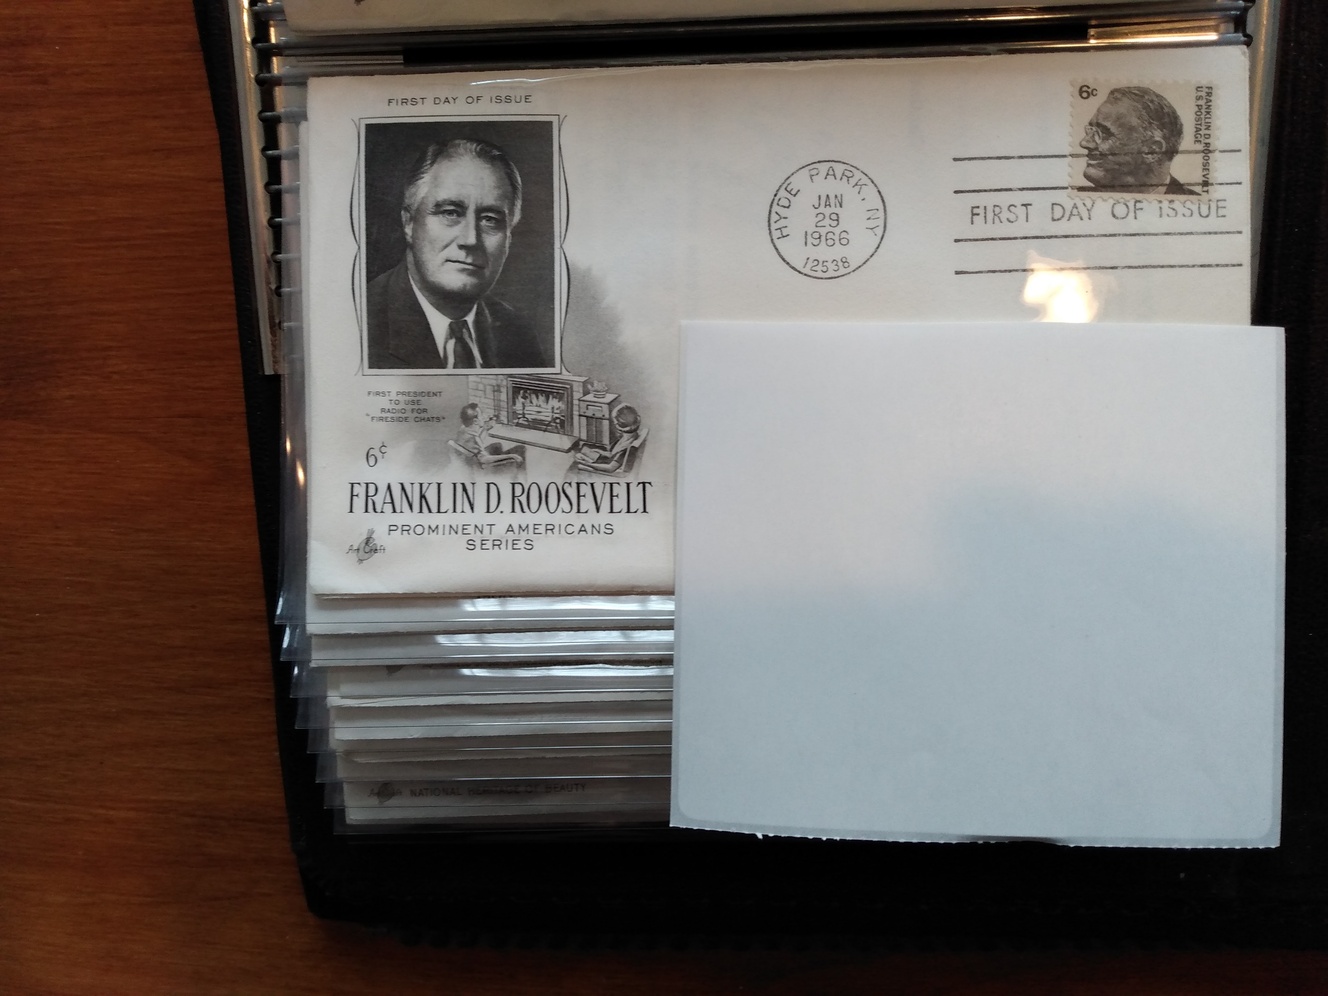 FIRST DAY OF ISSUE
6c
FRANKLIN D. ROOSEVELT
U.S. POSTAGE
HYDE PARK, NY
JAN
29
1966
12538
FIRST DAY OF ISSUE
FIRST PRESIDENT
TO USE
RADIO FOR
"FIRESIDE CHATS"
6¢
FRANKLIN D. ROOSEVELT
PROMINENT AMERICANS
SERIES
Art Craft
NATIONAL HERITAGE OF BEAUTY